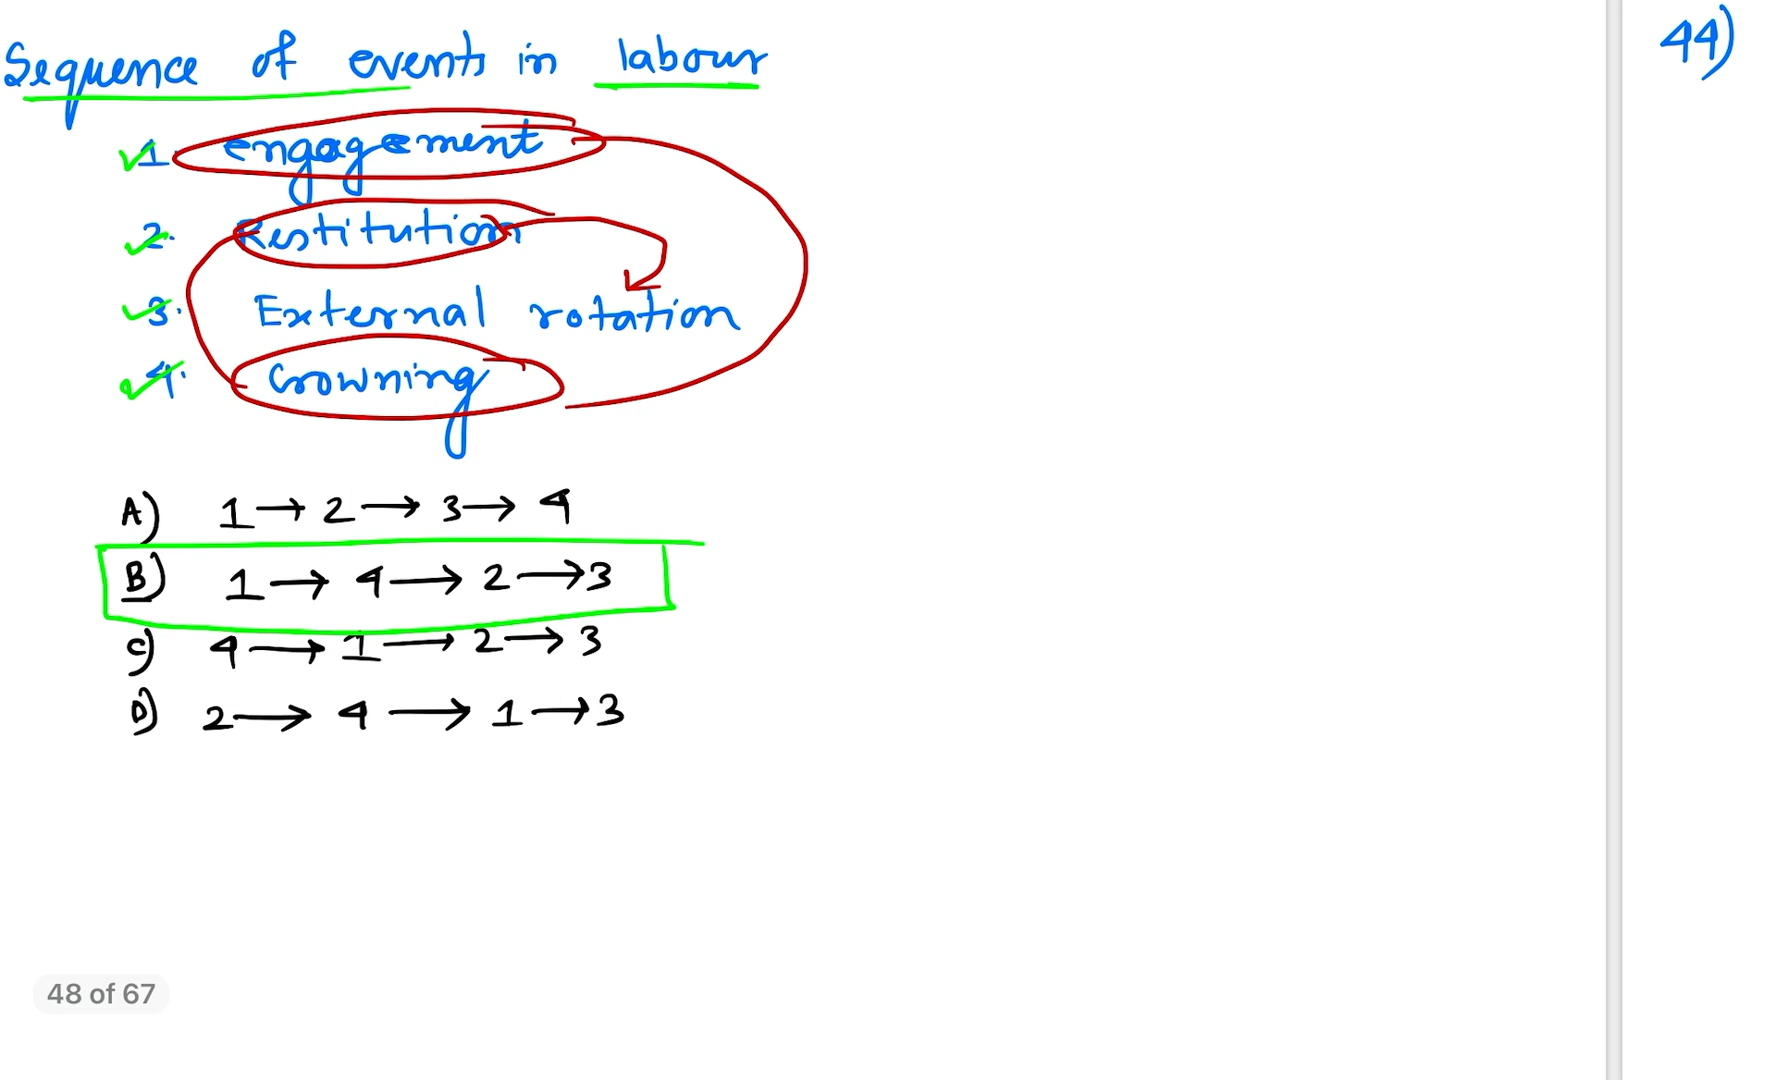 Sequence of events in labour
1. engagement
2. Restitution
3. External rotation
4. Crowning
A) 1 → 2 → 3 → 4
B) 1 → 4 → 2 → 3
C) 4 → 1 → 2 → 3
D) 2 → 4 → 1 → 3
48 of 67
44)